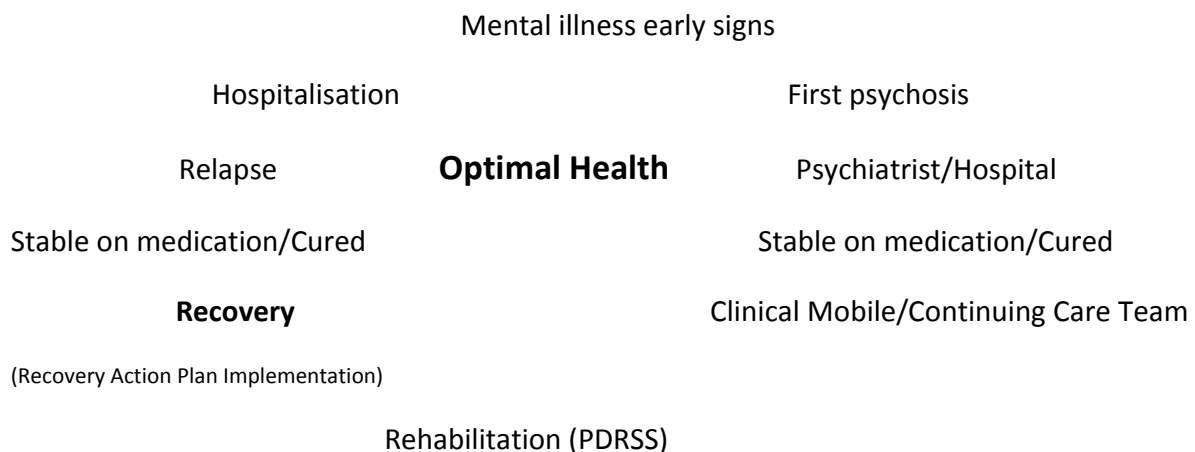 Mental illness early signs
Hospitalisation First psychosis
Relapse Optimal Health Psychiatrist/Hospital
Stable on medication/Cured Stable on medication/Cured
Recovery Clinical Mobile/Continuing Care Team
(Recovery Action Plan Implementation)
Rehabilitation (PDRSS)